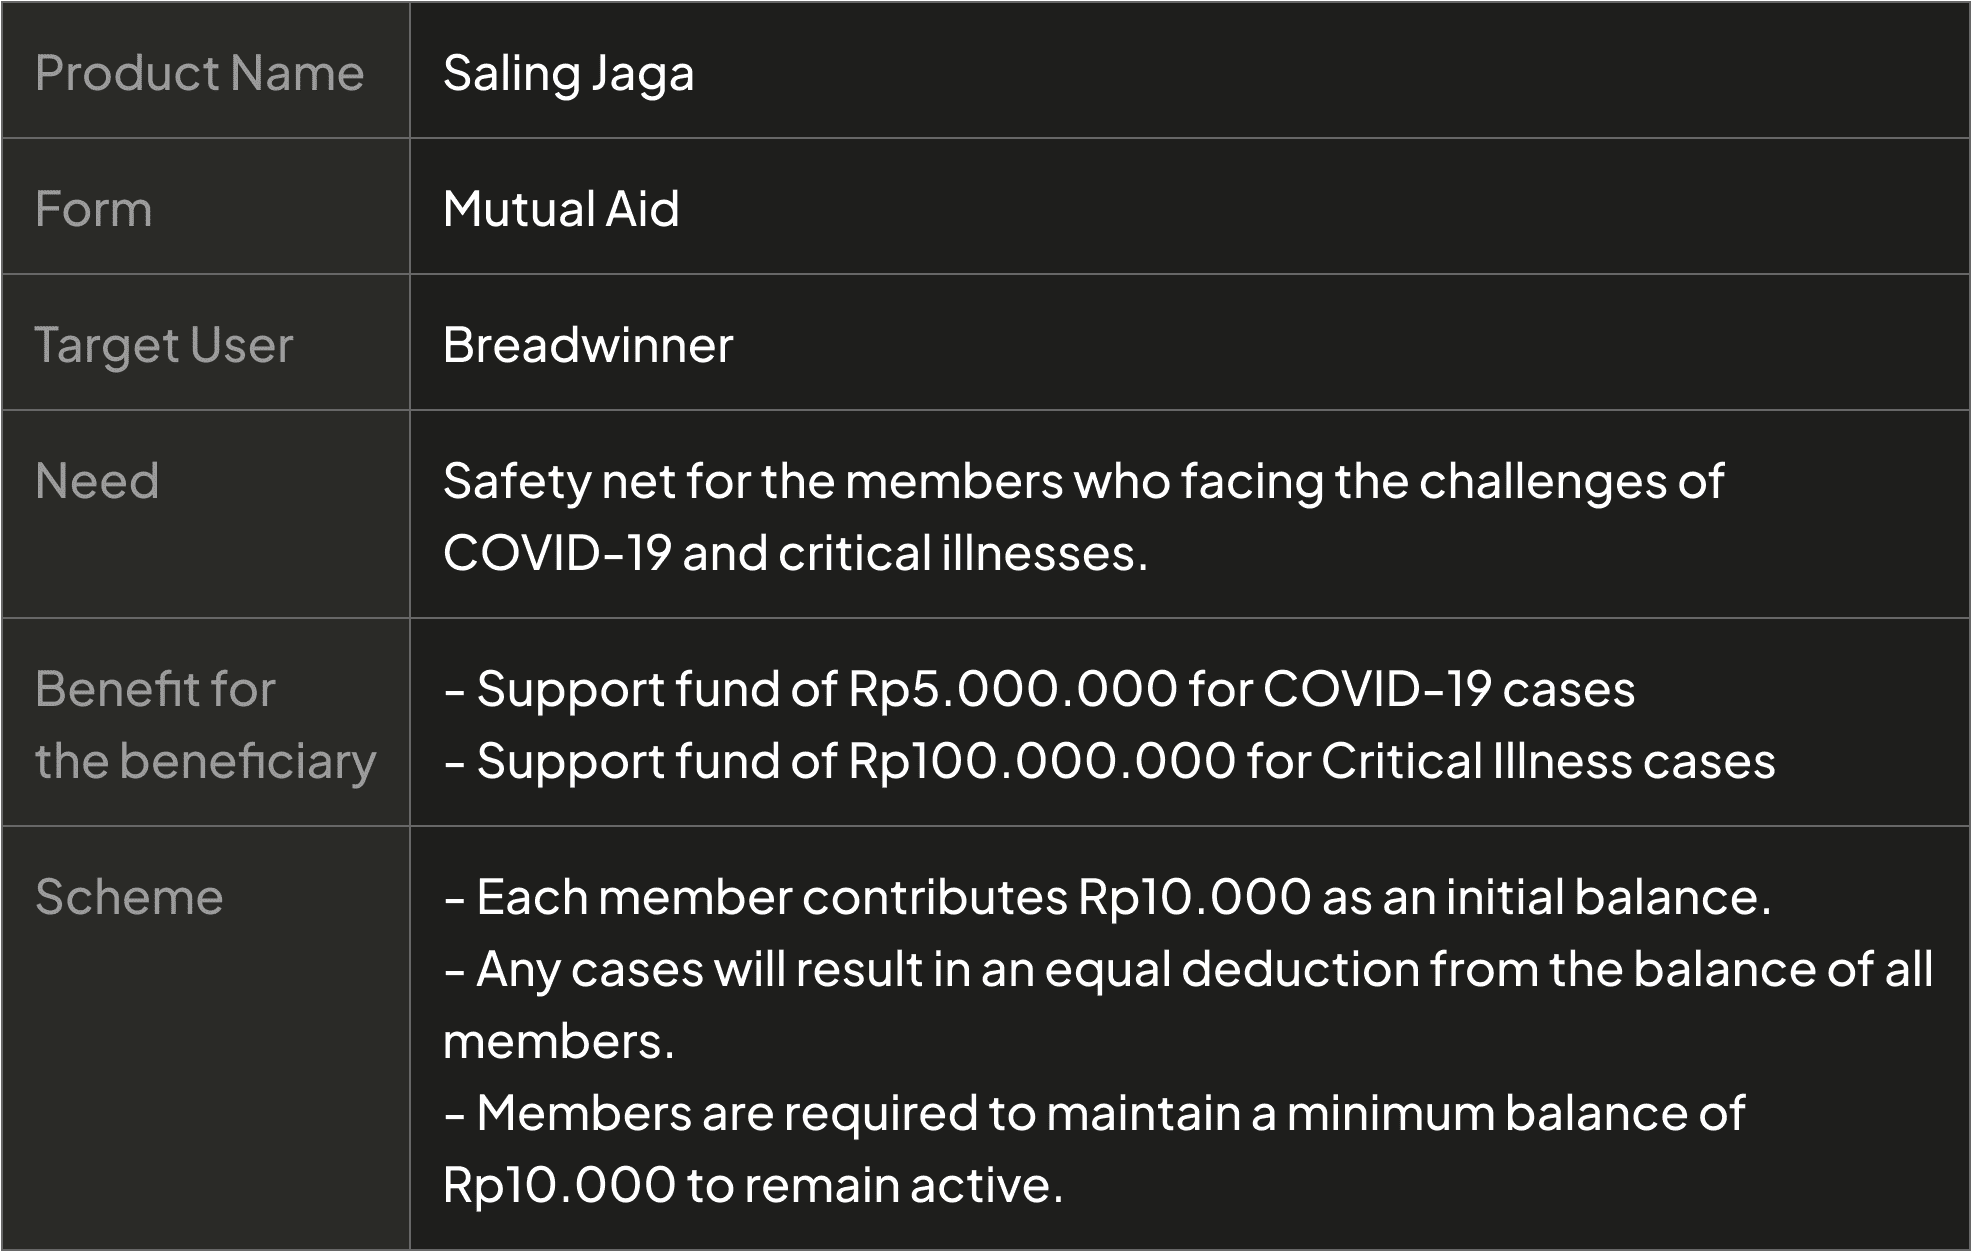 Product Name
Saling Jaga
Form
Mutual Aid
Target User
Breadwinner
Need
Safety net for the members who facing the challenges of
COVID-19 and critical illnesses.
Benefit for
the beneficiary
- Support fund of Rp5.000.000 for COVID-19 cases
- Support fund of Rp100.000.000 for Critical Illness cases
Scheme
- Each member contributes Rp10.000 as an initial balance.
- Any cases will result in an equal deduction from the balance of all
members.
- Members are required to maintain a minimum balance of
Rp10.000 to remain active.